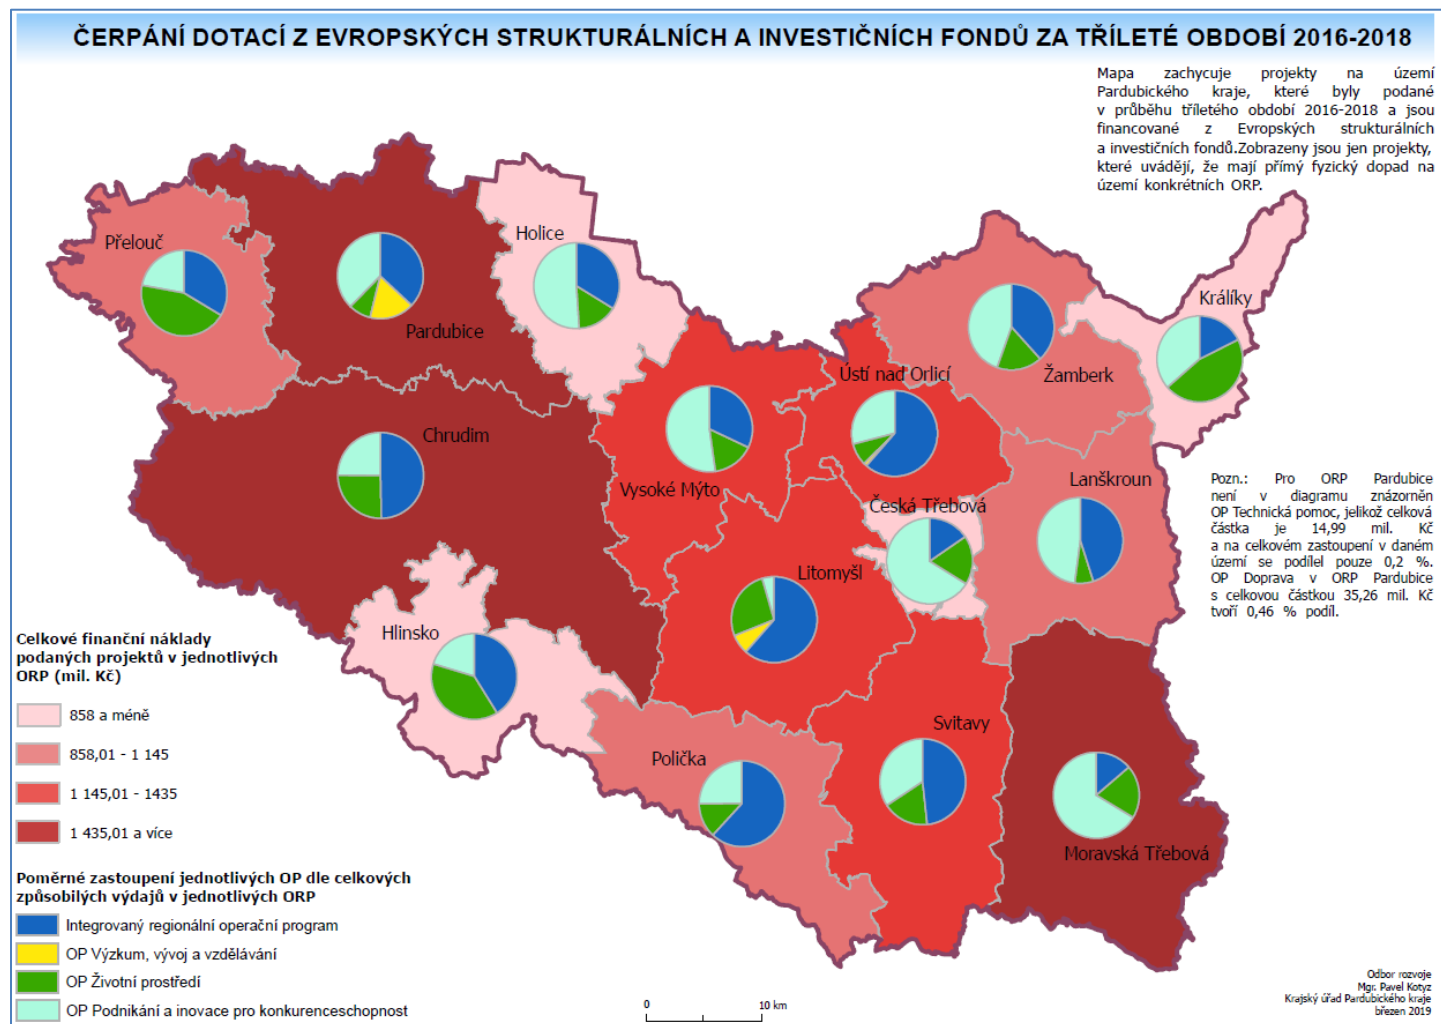 ČERPÁNÍ DOTACÍ Z EVROPSKÝCH STRUKTURÁLNÍCH A INVESTIČNÍCH FONDŮ ZA TŘÍLETÉ OBDOBÍ 2016-2018
Mapa zachycuje projekty na území
Pardubického kraje, které byly podané
v průběhu tříletého období 2016-2018 a jsou
financované z Evropských strukturálních
a investičních fondů.Zobrazeny jsou jen projekty,
které uvádějí, že mají přímý fyzický dopad na
území konkrétních ORP.
Přelouč
Pardubice
Holice
Králíky
Žamberk
Ústí nad Orlicí
Chrudim
Vysoké Mýto
Česká Třebová
Lanškroun
Litomyšl
Hlinsko
Polička
Svitavy
Moravská Třebová
Pozn.: Pro ORP Pardubice
není v diagramu znázorněn
OP Technická pomoc, jelikož celková
částka je 14,99 mil. Kč
a na celkovém zastoupení v daném
území se podílel pouze 0,2 %.
OP Doprava v ORP Pardubice
s celkovou částkou 35,26 mil. Kč
tvoří 0,46 % podíl.
Celkové finanční náklady
podaných projektů v jednotlivých
ORP (mil. Kč)
858 a méně
858,01 - 1 145
1 145,01 - 1435
1 435,01 a více
Poměrné zastoupení jednotlivých OP dle celkových
způsobilých výdajů v jednotlivých ORP
Integrovaný regionální operační program
OP Výzkum, vývoj a vzdělávání
OP Životní prostředí
OP Podnikání a inovace pro konkurenceschopnost
0 10 km
Odbor rozvoje
Mgr. Pavel Kotyz
Krajský úřad Pardubického kraje
březen 2019